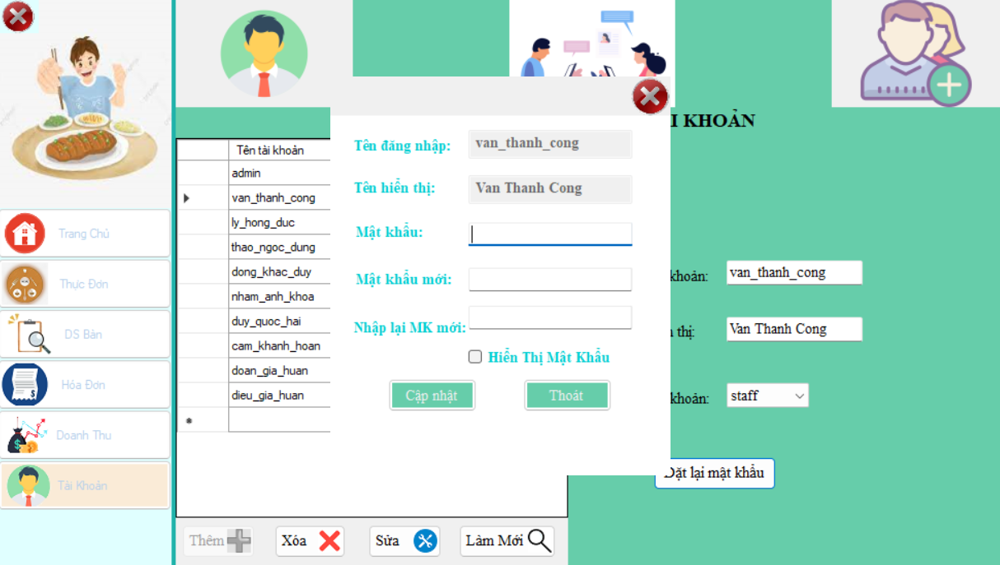 Trang Chủ
Thực Đơn
DS Bàn
Hóa Đơn
Doanh Thu
Tài Khoản
Tên tài khoản
admin
van_thanh_cong
ly_hong_duc
thao_ngoc_dung
dong_khac_duy
nham_anh_khoa
duy_quoc_hai
cam_khanh_hoan
doan_gia_huan
dieu_gia_huan
Tên đăng nhập: van_thanh_cong
Tên hiển thị: Van Thanh Cong
Mật khẩu:
Mật khẩu mới:
Nhập lại MK mới:
Hiển Thị Mật Khẩu
Cập nhật Thoát
I KHOẢN
khoản: van_thanh_cong
thị: Van Thanh Cong
khoản: staff
Đặt lại mật khẩu
Thêm Xóa Sửa Làm Mới